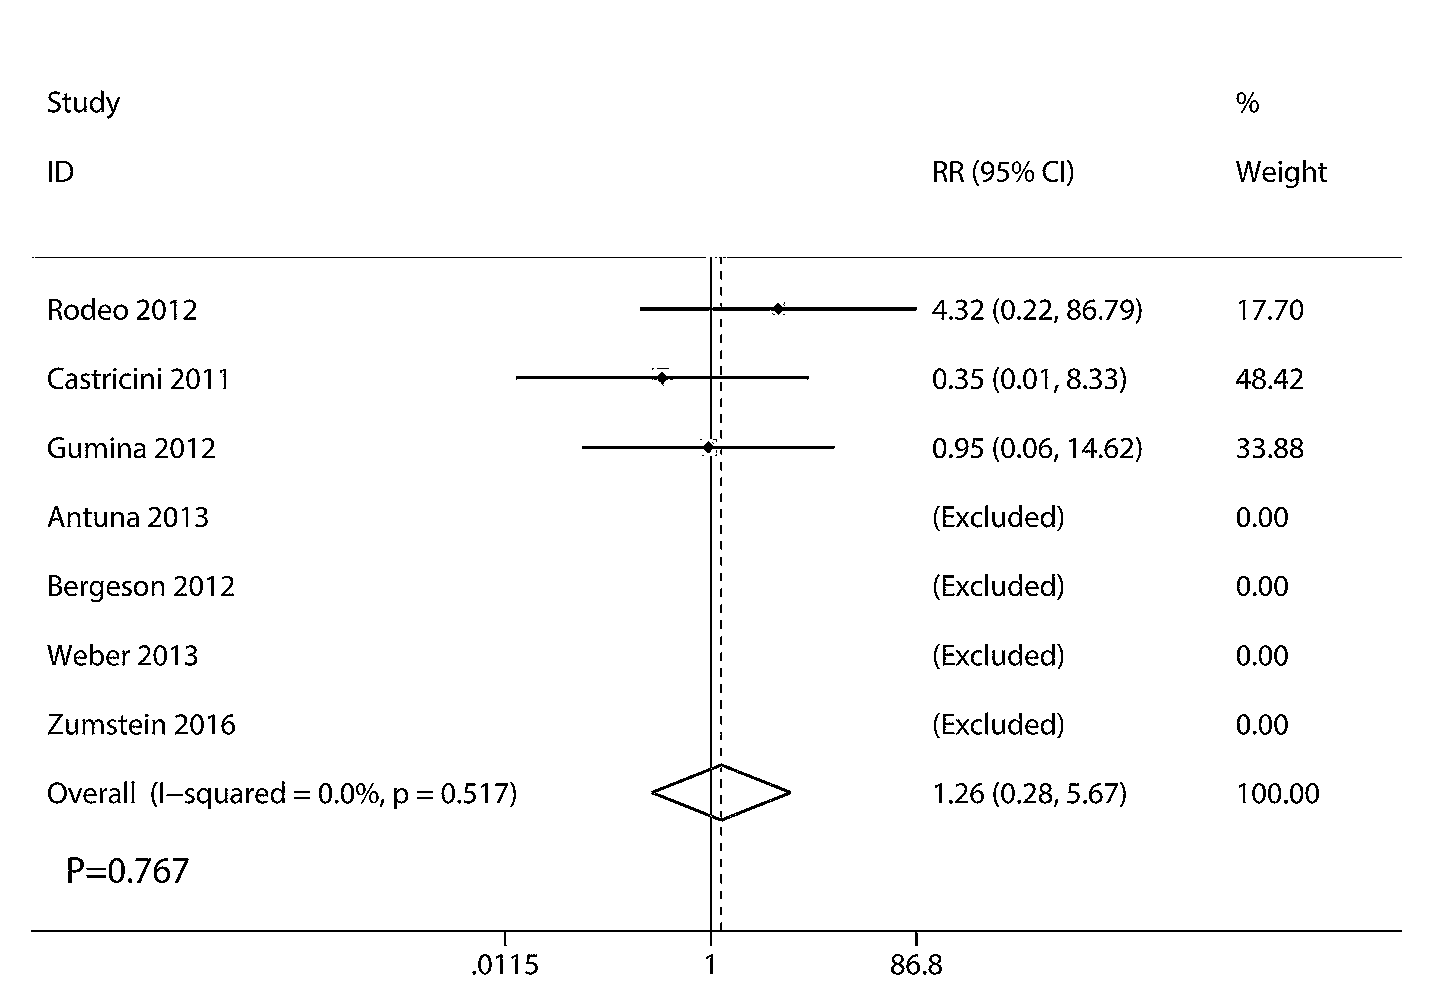 Study %
ID RR (95% CI) Weight
Rodeo 2012 4.32 (0.22, 86.79) 17.70
Castricini 2011 0.35 (0.01, 8.33) 48.42
Gumina 2012 0.95 (0.06, 14.62) 33.88
Antuna 2013 (Excluded) 0.00
Bergeson 2012 (Excluded) 0.00
Weber 2013 (Excluded) 0.00
Zumstein 2016 (Excluded) 0.00
Overall (I−squared = 0.0%, p = 0.517) 1.26 (0.28, 5.67) 100.00
P=0.767
.0115 1 86.8